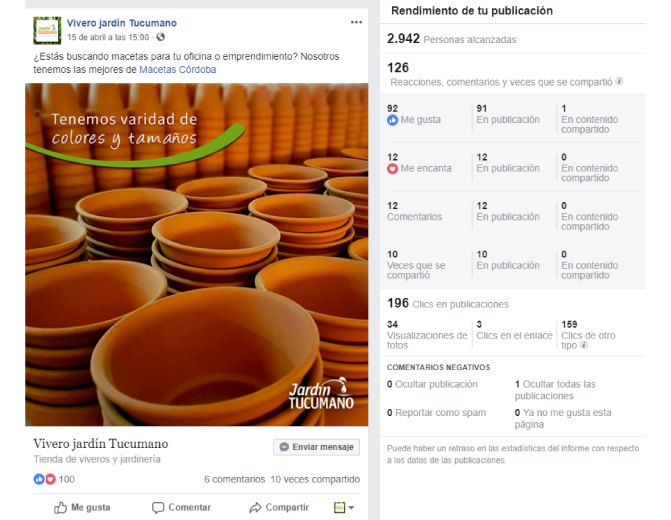 Vivero jardín Tucumano
15 de abril a las 15:00 ·
¿Estás buscando macetas para tu oficina o emprendimiento? Nosotros
tenemos las mejores de Macetas Córdoba
Tenemos varidad de
colores y tamaños
Jardín
TUCUMANO
Vivero jardín Tucumano
Tienda de viveros y jardinería
Enviar mensaje
100
6 comentarios 10 veces compartido
Me gusta
Comentar
Compartir
Rendimiento de tu publicación
2.942 Personas alcanzadas
126
Reacciones, comentarios y veces que se compartió
92
Me gusta
91
En publicación
1
En contenido
compartido
12
Me encanta
12
En publicación
0
En contenido
compartido
12
Comentarios
12
En publicación
0
En contenido
compartido
10
Veces que se
compartió
10
En publicación
0
En contenido
compartido
196 Clics en publicaciones
34
Visualizaciones de
fotos
3
Clics en el enlace
159
Clics de otro
tipo
COMENTARIOS NEGATIVOS
0 Ocultar publicación
1 Ocultar todas las
publicaciones
0 Reportar como spam
0 Ya no me gusta esta
página
Puede haber un retraso en las estadísticas del informe con respecto
a los datos de las publicaciones.